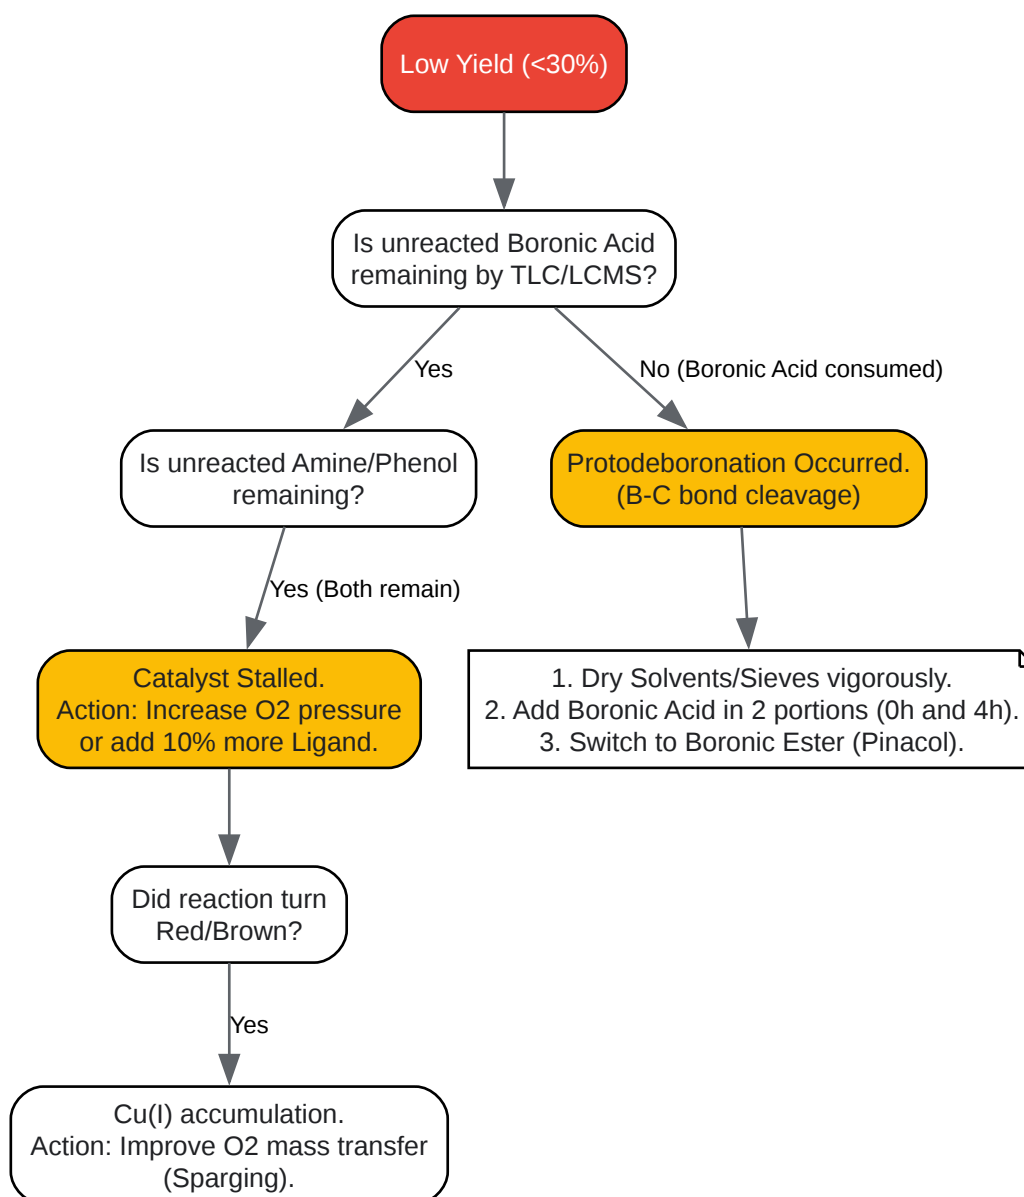 Low Yield (<30%)
Is unreacted Boronic Acid
remaining by TLC/LCMS?
Yes
No (Boronic Acid consumed)
Is unreacted Amine/Phenol
remaining?
Protodeboronation Occurred.
(B-C bond cleavage)
Yes (Both remain)
Catalyst Stalled.
Action: Increase O2 pressure
or add 10% more Ligand.
1. Dry Solvents/Sieves vigorously.
2. Add Boronic Acid in 2 portions (0h and 4h).
3. Switch to Boronic Ester (Pinacol).
Did reaction turn
Red/Brown?
Yes
Cu(I) accumulation.
Action: Improve O2 mass transfer
(Sparging).